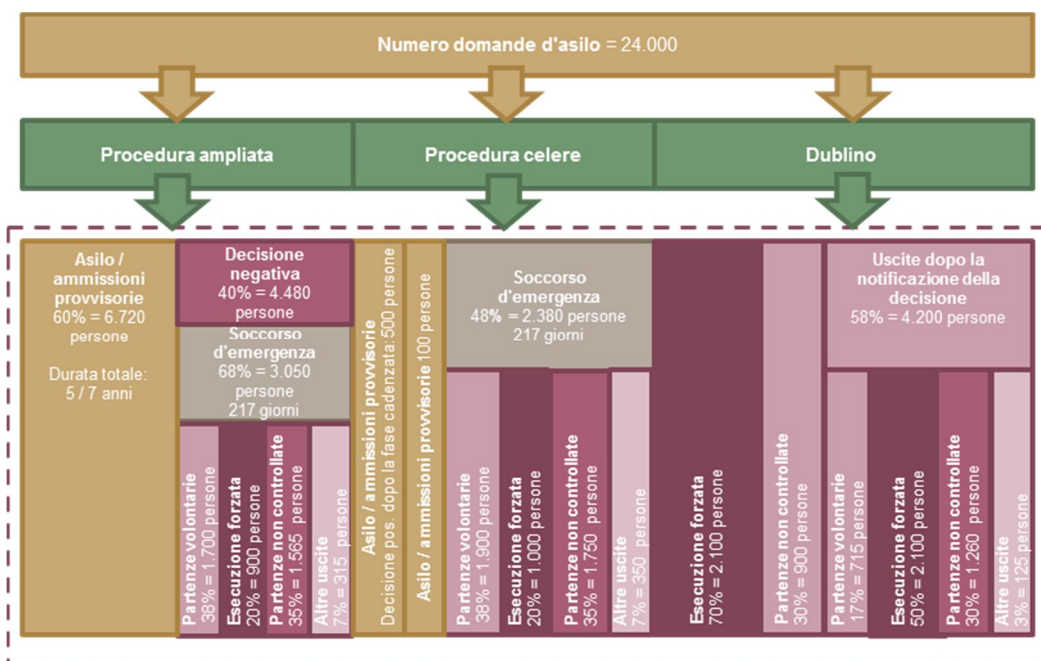 Numero domande d'asilo = 24.000
Procedura ampliata
Procedura celere
Dublino
Asilo /
ammissioni
provvisorie
60% = 6.720
persone
Durata totale:
5 / 7 anni
Decisione
negativa
40% = 4.480
persone
Soccorso
d'emergenza
68% = 3.050
persone
217 giorni
Partenze volontarie
38% = 1.700 persone
Esecuzione forzata
20% = 900 persone
Partenze non controllate
35% = 1.565 persone
Altre uscite
7% = 315 persone
Asilo / ammissioni provvisorie
Decisione pos. dopo la fase cadenzata: 500 persone
Asilo / ammissioni provvisorie 100 persone
Soccorso
d'emergenza
48% = 2.380 persone
217 giorni
Partenze volontarie
38% = 1.900 persone
Esecuzione forzata
20% = 1.000 persone
Partenze non controllate
35% = 1.750 persone
Altre uscite
7% = 350 persone
Esecuzione forzata
70% = 2.100 persone
Partenze non controllate
30% = 900 persone
Uscite dopo la
notificazione della
decisione
58% = 4.200 persone
Partenze volontarie
17% = 715 persone
Esecuzione forzata
50% = 2.100 persone
Partenze non controllate
30% = 1.260 persone
Altre uscite
3% = 125 persone